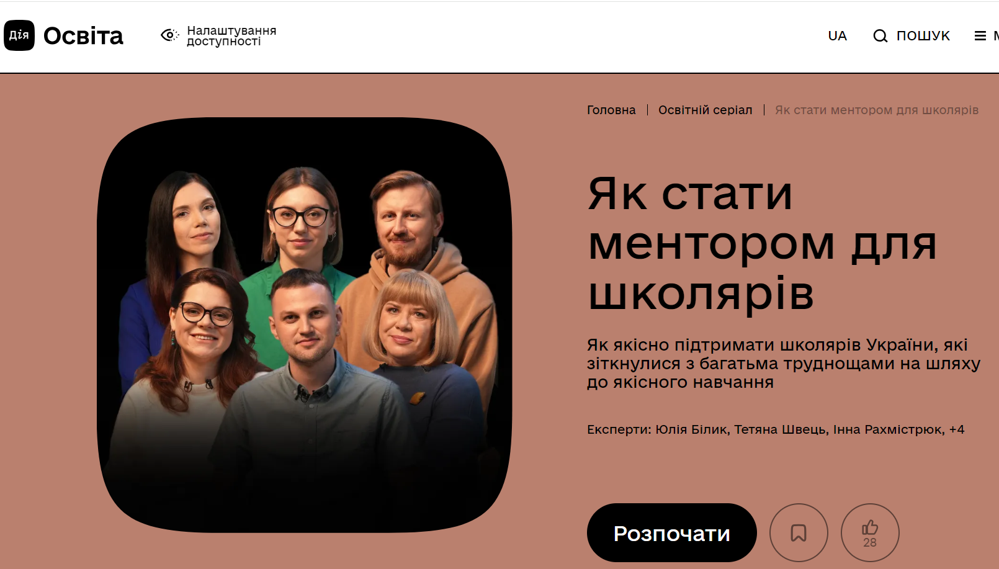 Дія Освіта
Налаштування
доступності
UA
ПОШУК
Головна | Освітній серіал | Як стати ментором для школярів
Як стати
ментором для
школярів
Як якісно підтримати школярів України, які
зіткнулися з багатьма труднощами на шляху
до якісного навчання
Експерти: Юлія Білик, Тетяна Швець, Інна Рахмістрюк, +4
Розпочати
28